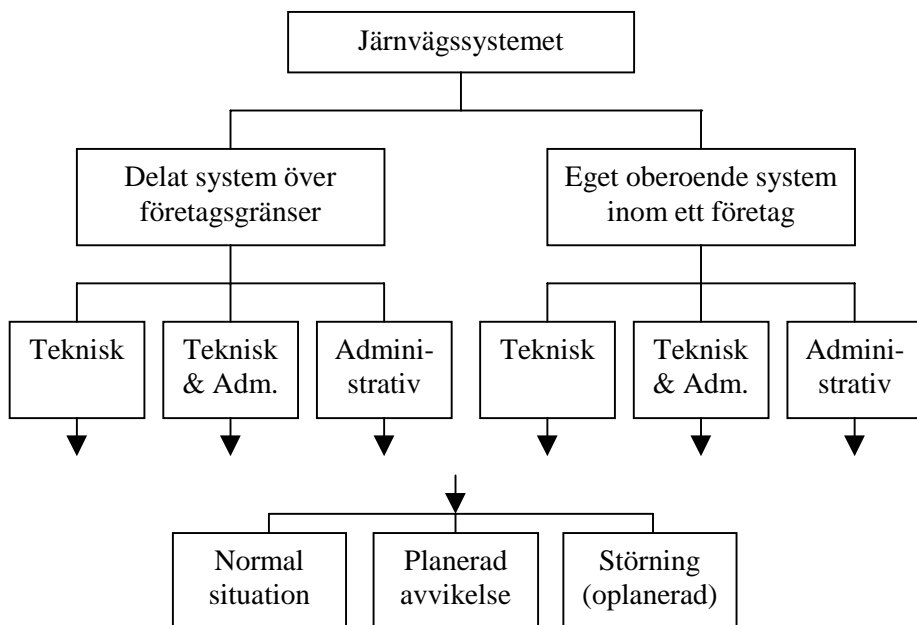 Järnvägssystemet
Delat system över
företagsgränser
Eget oberoende system
inom ett företag
Teknisk
Teknisk
& Adm.
Admini-
strativ
Teknisk
Teknisk
& Adm.
Admini-
strativ
Normal
situation
Planerad
avvikelse
Störning
(oplanerad)